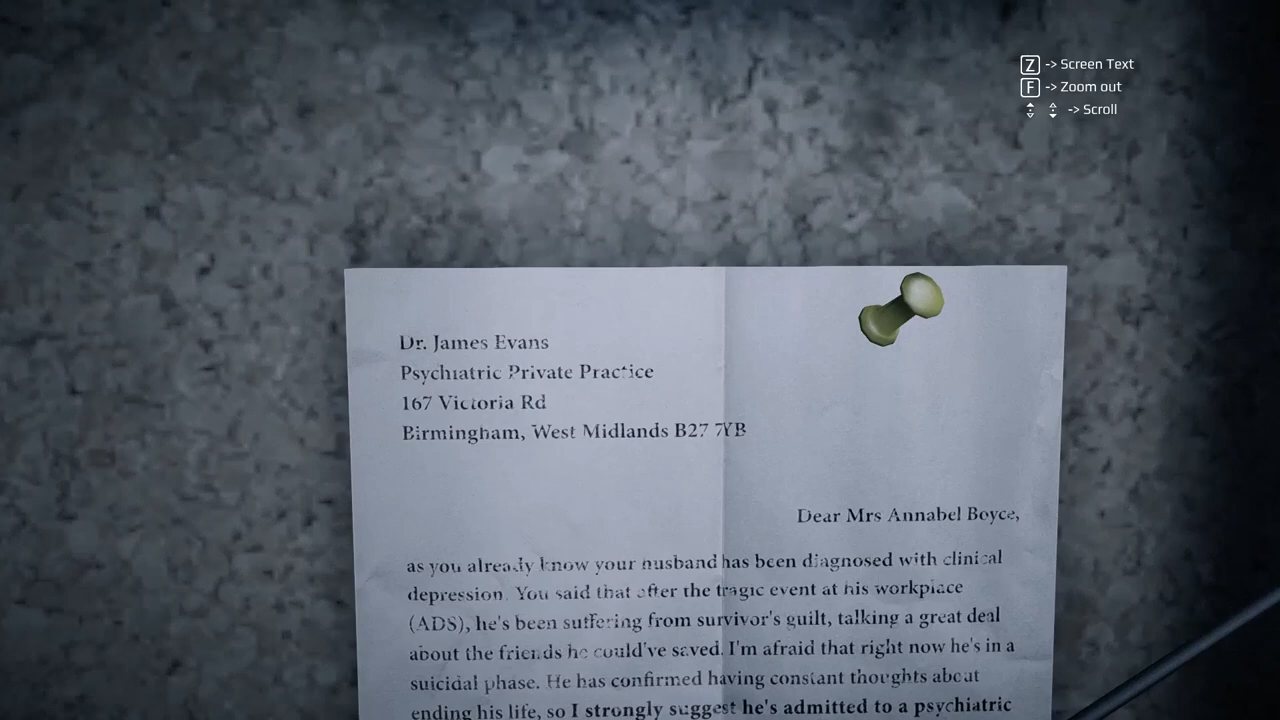 Z -> Screen Text
F -> Zoom out
-> Scroll
Dr. James Evans
Psychiatric Private Practice
167 Victoria Rd
Birmingham, West Midlands B27 7YB
Dear Mrs Annabel Boyce,
as you already know your husband has been diagnosed with clinical
depression. You said that after the tragic event at his workplace
(ADS), he's been suffering from survivor's guilt, talking a great deal
about the friends he could've saved. I'm afraid that right now he's in a
suicidal phase. He has confirmed having constant thoughts about
ending his life, so I strongly suggest he's admitted to a psychiatric